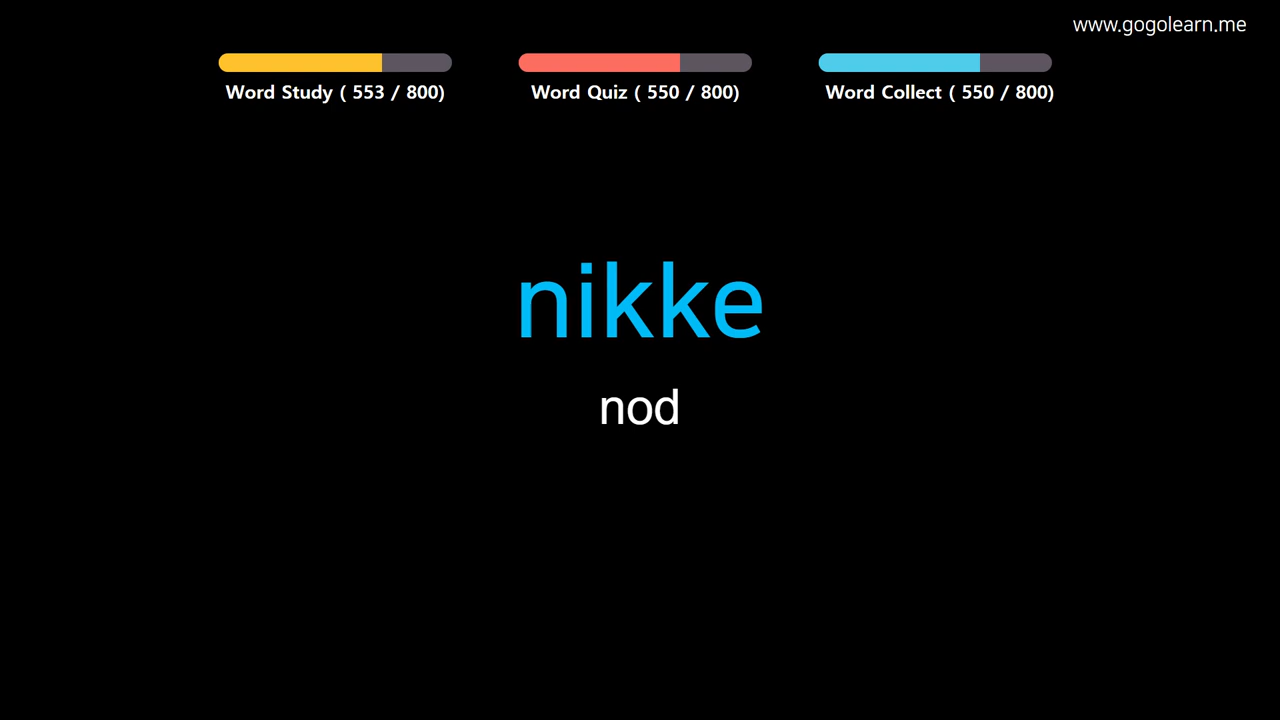 www.gogolearn.me
Word Study ( 553 / 800)
Word Quiz ( 550 / 800)
Word Collect ( 550 / 800)
nikke
nod